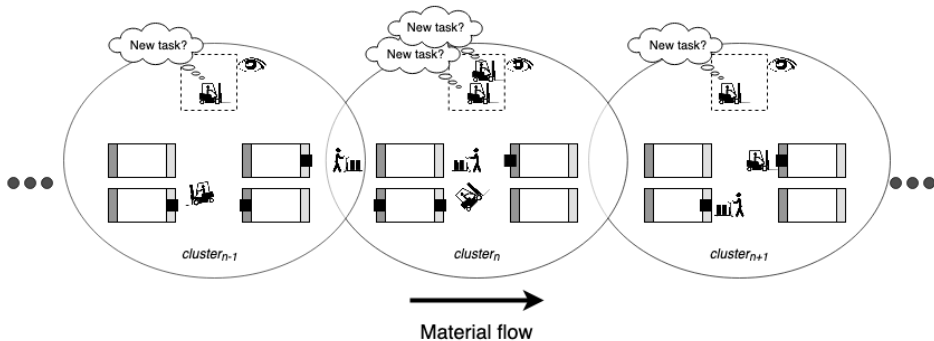 New task?
New task?
New task?
New task?
cluster_{n-1}
cluster_n
cluster_{n+1}
Material flow